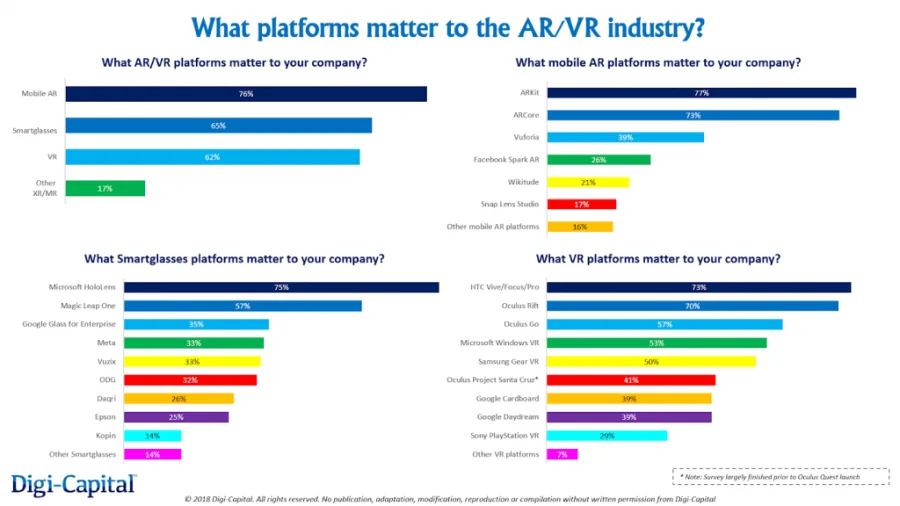 What platforms matter to the AR/VR industry?
What AR/VR platforms matter to your company?
Mobile AR 76%
Smartglasses 65%
VR 62%
Other
XR/MR 17%
What mobile AR platforms matter to your company?
ARKit 77%
ARCore 73%
Vuforia 39%
Facebook Spark AR 26%
Wikitude 21%
Snap Lens Studio 17%
Other mobile AR platforms 16%
What Smartglasses platforms matter to your company?
Microsoft HoloLens 75%
Magic Leap One 57%
Google Glass for Enterprise 35%
Meta 33%
Vuzix 33%
ODG 32%
Daqri 26%
Epson 25%
Kopin 14%
Other Smartglasses 14%
What VR platforms matter to your company?
HTC Vive/Focus/Pro 73%
Oculus Rift 70%
Oculus Go 57%
Microsoft Windows VR 53%
Samsung Gear VR 50%
Oculus Project Santa Cruz* 41%
Google Cardboard 39%
Google Daydream 39%
Sony PlayStation VR 29%
Other VR platforms 7%
* Note: Survey largely finished prior to Oculus Quest launch
Digi-Capital™
© 2018 Digi-Capital. All rights reserved. No publication, adaptation, modification, reproduction or compilation without written permission from Digi-Capital